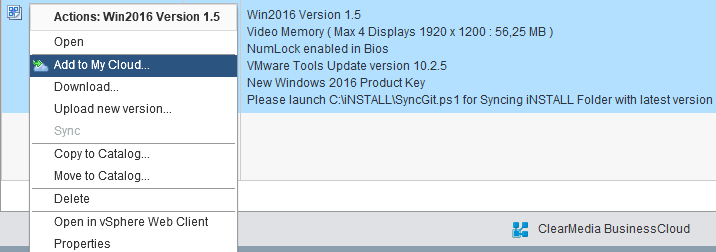 Actions: Win2016 Version 1.5
Open
Add to My Cloud...
Download...
Upload new version...
Sync
Copy to Catalog...
Move to Catalog...
Delete
Open in vSphere Web Client
Properties
Win2016 Version 1.5
Video Memory ( Max 4 Displays 1920 x 1200 : 56,25 MB )
NumLock enabled in Bios
VMware Tools Update version 10.2.5
New Windows 2016 Product Key
Please launch C:\iNSTALL\SyncGit.ps1 for Syncing iNSTALL Folder with latest version
ClearMedia BusinessCloud